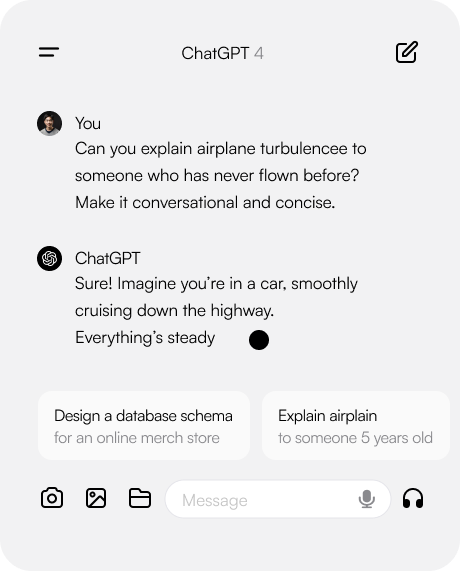 ChatGPT 4
You
Can you explain airplane turbulencee to
someone who has never flown before?
Make it conversational and concise.
ChatGPT
Sure! Imagine you’re in a car, smoothly
cruising down the highway.
Everything’s steady
Design a database schema
for an online merch store
Explain airplain
to someone 5 years old
Message